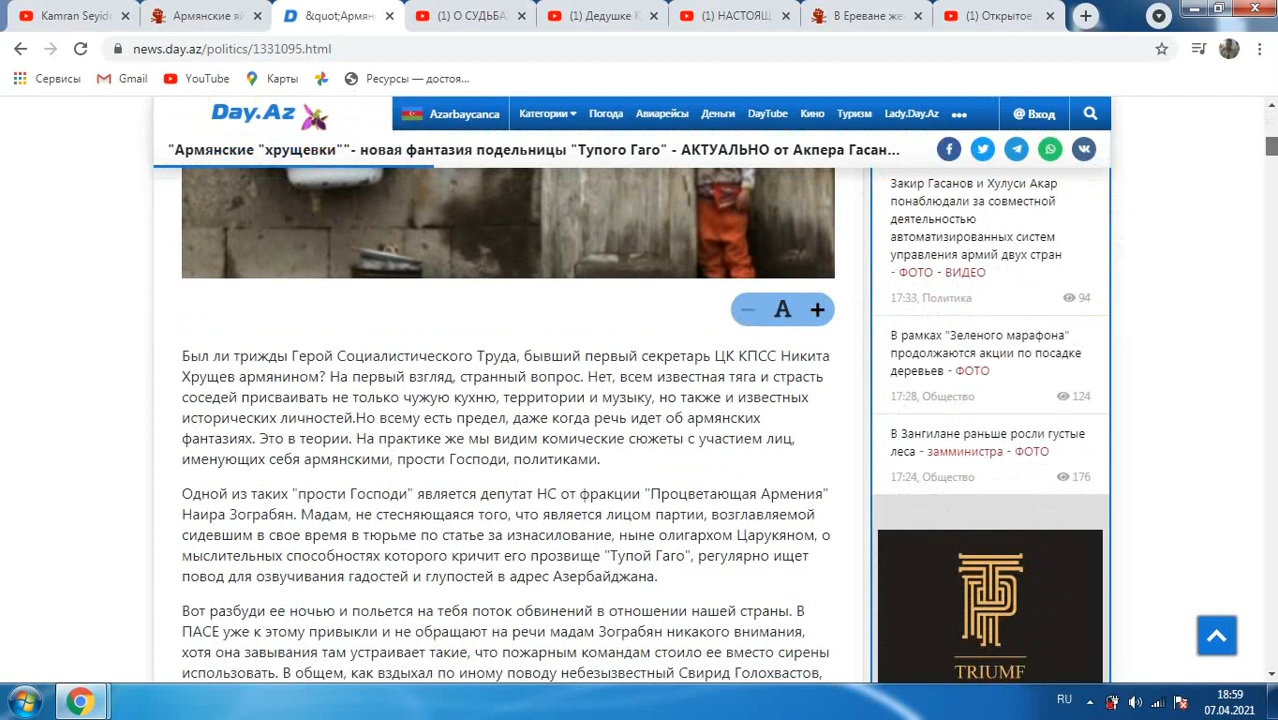 Kamran Seyid
Армянские яй
&quot;Армян
(1) О СУДЬБА
(1) Дедушке К
(1) НАСТОЯЩ
В Ереване же
(1) Открытое
news.day.az/politics/1331095.html
Сервисы
Gmail
YouTube
Карты
Ресурсы — достоя...
Day.Az
Azərbaycanca
Категории
Погода
Авиарейсы
Деньги
DayTube
Кино
Туризм
Lady.Day.Az
Вход
"Армянские "хрущевки""- новая фантазия подельницы "Тупого Гаго" - АКТУАЛЬНО от Акпера Гасан...
A
Был ли трижды Герой Социалистического Труда, бывший первый секретарь ЦК КПСС Никита
Хрущев армянином? На первый взгляд, странный вопрос. Нет, всем известная тяга и страсть
соседей присваивать не только чужую кухню, территории и музыку, но также и известных
исторических личностей.Но всему есть предел, даже когда речь идет об армянских
фантазиях. Это в теории. На практике же мы видим комические сюжеты с участием лиц,
именующих себя армянскими, прости Господи, политиками.
Одной из таких "прости Господи" является депутат НС от фракции "Процветающая Армения"
Наира Зограбян. Мадам, не стесняющаяся того, что является лицом партии, возглавляемой
сидевшим в свое время в тюрьме по статье за изнасилование, ныне олигархом Царукяном, о
мыслительных способностях которого кричит его прозвище "Тупой Гаго", регулярно ищет
повод для озвучивания гадостей и глупостей в адрес Азербайджана.
Вот разбуди ее ночью и польется на тебя поток обвинений в отношении нашей страны. В
ПАСЕ уже к этому привыкли и не обращают на речи мадам Зограбян никакого внимания,
хотя она завывания там устраивает такие, что пожарным командам стоило ее вместо сирены
использовать. В общем, как вздыхал по иному поводу небезызвестный Свирид Голохвастов,
Закир Гасанов и Хулуси Акар
понаблюдали за совместной
деятельностью
автоматизированных систем
управления армий двух стран
- ФОТО - ВИДЕО
17:33, Политика
94
В рамках "Зеленого марафона"
продолжаются акции по посадке
деревьев - ФОТО
17:28, Общество
124
В Зангилане раньше росли густые
леса - замминистра - ФОТО
17:24, Общество
176
TRIUMF
RU
18:59
07.04.2021